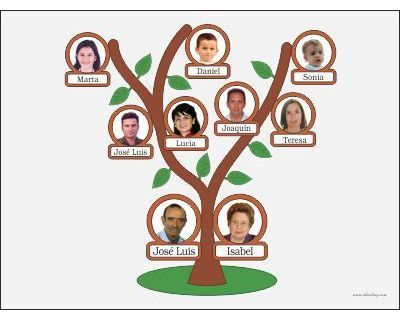 Marta
Daniel
Sonia
José Luis
Lucía
Joaquín
Teresa
José Luis
Isabel